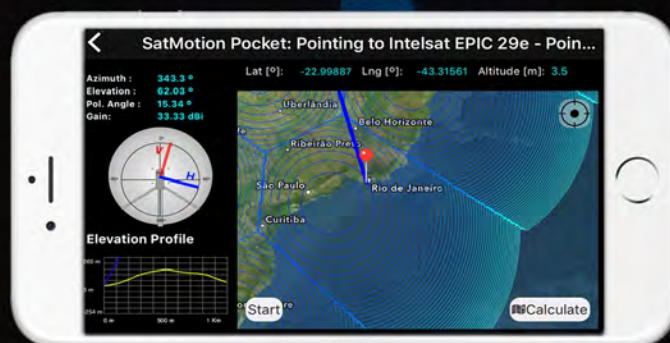 SatMotion Pocket: Pointing to Intelsat EPIC 29e - Poin...
Lat [º]: -22.99887 Lng [º]: -43.31561 Altitude [m]: 3.5
Azimuth : 343.3 º
Elevation : 62.03 º
Pol. Angle : 15.34 º
Gain: 33.33 dBi
V
H
Elevation Profile
0 m
500 m
1 Km
Uberlândia
Belo Horizonte
Ribeirão Preto
São Paulo
Rio de Janeiro
Curitiba
Start
Calculate